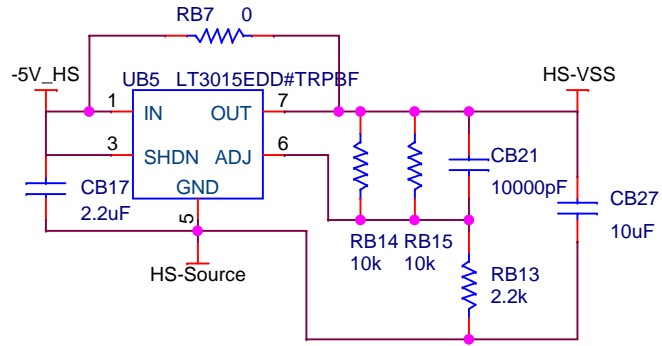 RB7 0
-5V_HS
UB5 LT3015EDD#TRPBF
HS-VSS
1 IN OUT 7
3 SHDN ADJ 6
GND
5
CB17
2.2uF
HS-Source
CB21
10000pF
CB27
10uF
RB14
10k
RB15
10k
RB13
2.2k